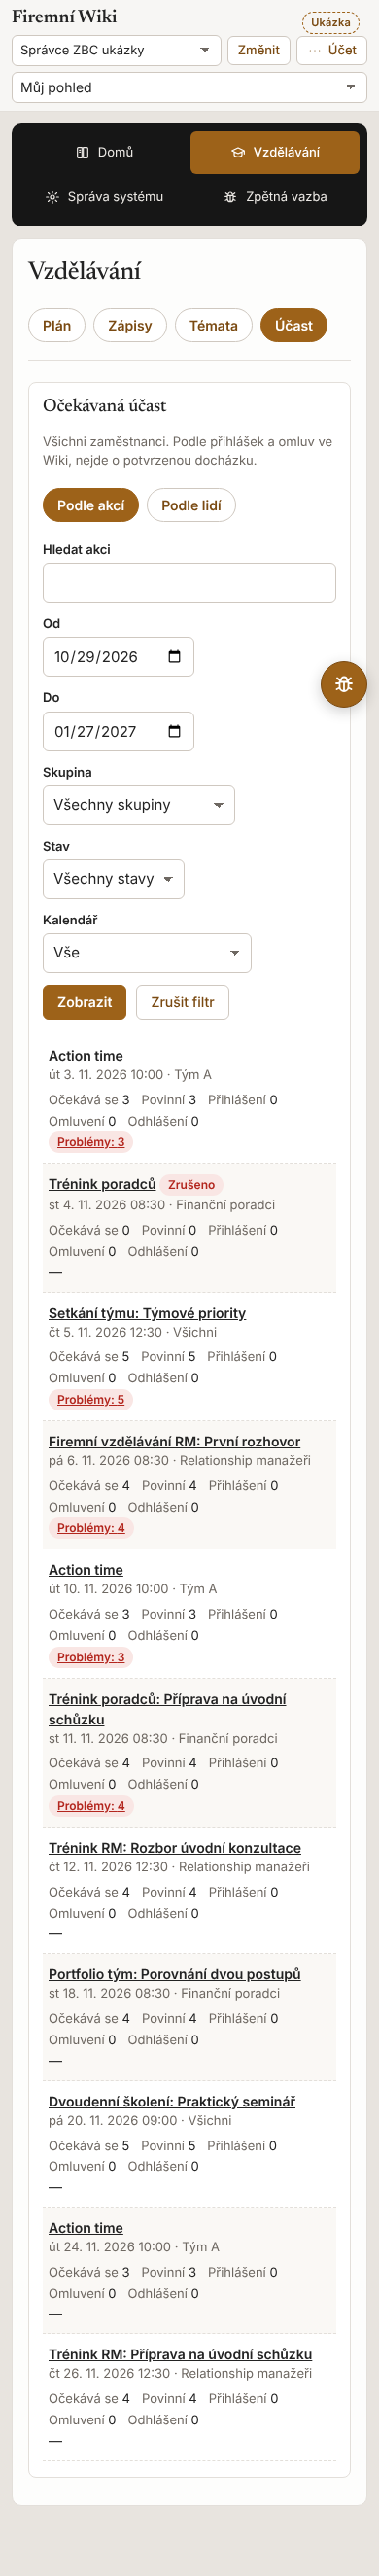 Firemní Wiki
Ukázka
Správce ZBC ukázky
Změnit
··· Účet
Můj pohled
Domů
Vzdělávání
Správa systému
Zpětná vazba
Vzdělávání
Plán
Zápisy
Témata
Účast
Očekávaná účast
Všichni zaměstnanci. Podle přihlášek a omluv ve
Wiki, nejde o potvrzenou docházku.
Podle akcí
Podle lidí
Hledat akci
Od
10/29/2026
Do
01/27/2027
Skupina
Všechny skupiny
Stav
Všechny stavy
Kalendář
Vše
Zobrazit
Zrušit filtr
Action time
út 3. 11. 2026 10:00 · Tým A
Očekává se 3 Povinní 3 Přihlášení 0
Omluvení 0 Odhlášení 0
Problémy: 3
Trénink poradců Zrušeno
st 4. 11. 2026 08:30 · Finanční poradci
Očekává se 0 Povinní 0 Přihlášení 0
Omluvení 0 Odhlášení 0
—
Setkání týmu: Týmové priority
čt 5. 11. 2026 12:30 · Všichni
Očekává se 5 Povinní 5 Přihlášení 0
Omluvení 0 Odhlášení 0
Problémy: 5
Firemní vzdělávání RM: První rozhovor
pá 6. 11. 2026 08:30 · Relationship manažeři
Očekává se 4 Povinní 4 Přihlášení 0
Omluvení 0 Odhlášení 0
Problémy: 4
Action time
út 10. 11. 2026 10:00 · Tým A
Očekává se 3 Povinní 3 Přihlášení 0
Omluvení 0 Odhlášení 0
Problémy: 3
Trénink poradců: Příprava na úvodní
schůzku
st 11. 11. 2026 08:30 · Finanční poradci
Očekává se 4 Povinní 4 Přihlášení 0
Omluvení 0 Odhlášení 0
Problémy: 4
Trénink RM: Rozbor úvodní konzultace
čt 12. 11. 2026 12:30 · Relationship manažeři
Očekává se 4 Povinní 4 Přihlášení 0
Omluvení 0 Odhlášení 0
—
Portfolio tým: Porovnání dvou postupů
st 18. 11. 2026 08:30 · Finanční poradci
Očekává se 4 Povinní 4 Přihlášení 0
Omluvení 0 Odhlášení 0
—
Dvoudenní školení: Praktický seminář
pá 20. 11. 2026 09:00 · Všichni
Očekává se 5 Povinní 5 Přihlášení 0
Omluvení 0 Odhlášení 0
—
Action time
út 24. 11. 2026 10:00 · Tým A
Očekává se 3 Povinní 3 Přihlášení 0
Omluvení 0 Odhlášení 0
—
Trénink RM: Příprava na úvodní schůzku
čt 26. 11. 2026 12:30 · Relationship manažeři
Očekává se 4 Povinní 4 Přihlášení 0
Omluvení 0 Odhlášení 0
—